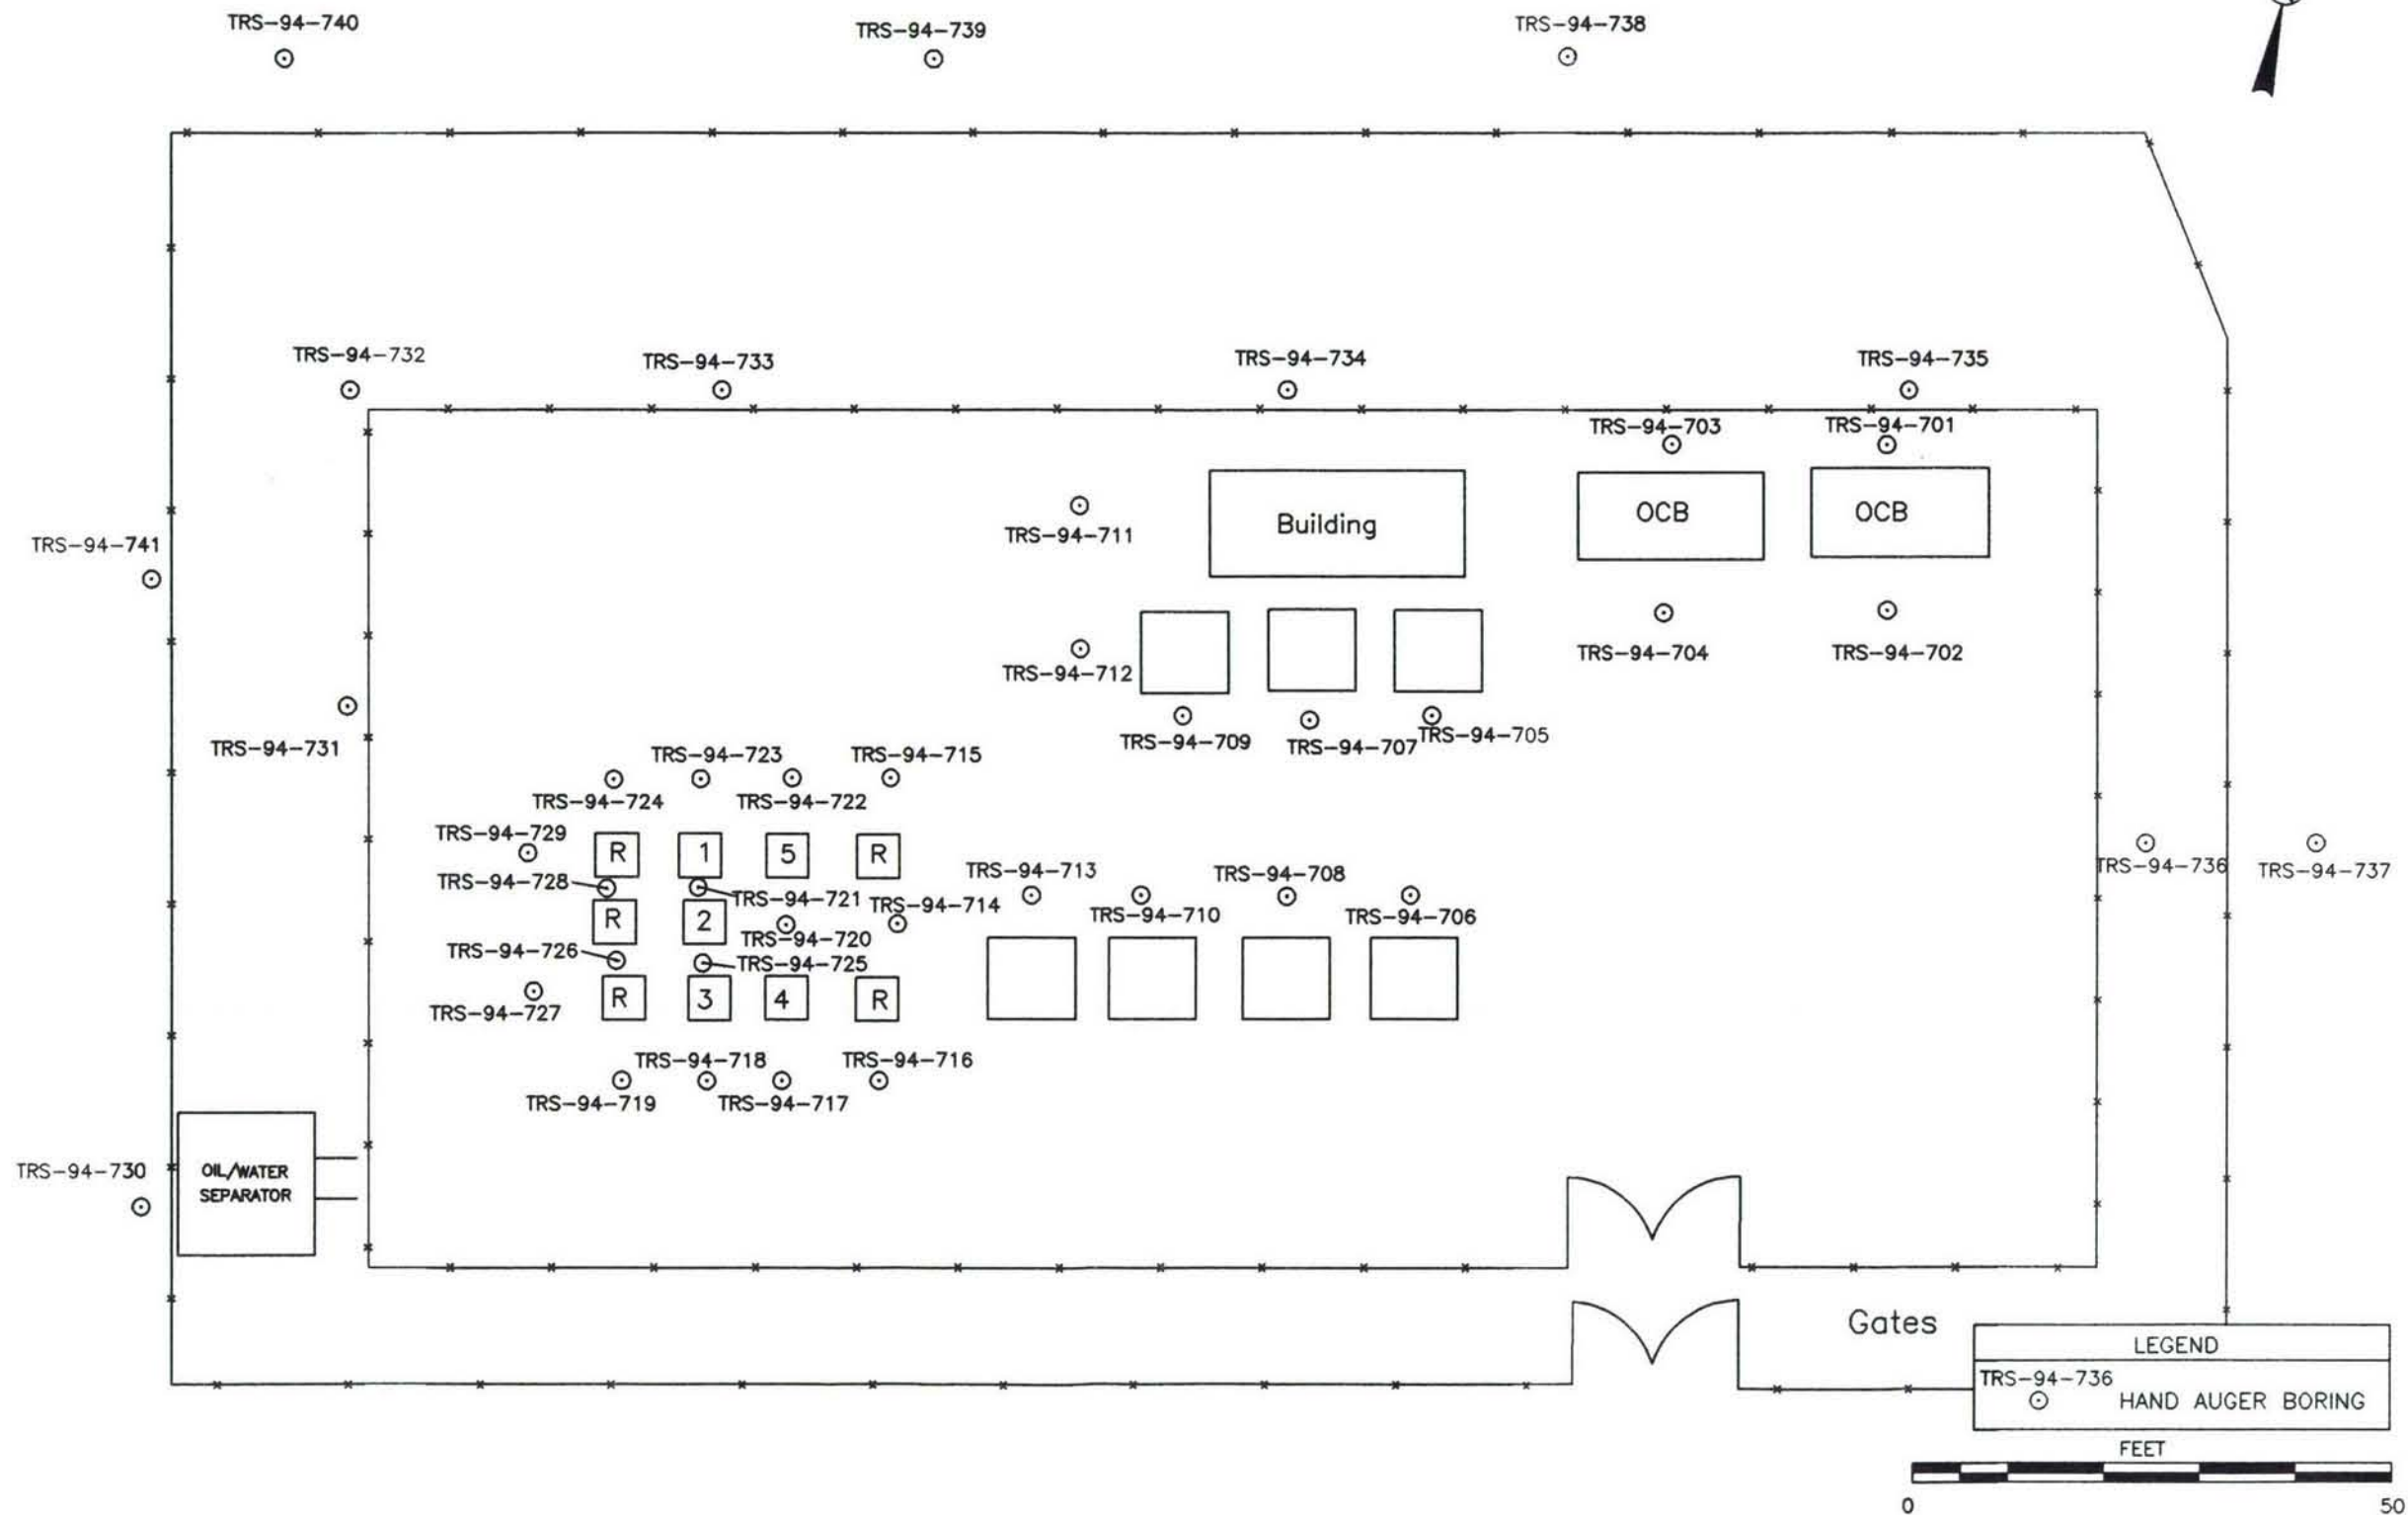 TRS-94-740
TRS-94-739
TRS-94-738
TRS-94-732
TRS-94-733
TRS-94-734
TRS-94-735
TRS-94-703
TRS-94-701
Building
OCB
OCB
TRS-94-711
TRS-94-741
TRS-94-704
TRS-94-702
TRS-94-712
TRS-94-709
TRS-94-707
TRS-94-705
TRS-94-731
TRS-94-723
TRS-94-715
TRS-94-724
TRS-94-722
TRS-94-729
R
1
5
R
TRS-94-728
TRS-94-721
TRS-94-714
TRS-94-713
TRS-94-708
TRS-94-736
TRS-94-737
R
2
TRS-94-710
TRS-94-706
TRS-94-720
TRS-94-726
TRS-94-725
R
3
4
R
TRS-94-727
TRS-94-718
TRS-94-716
TRS-94-719
TRS-94-717
TRS-94-730
OIL/WATER
SEPARATOR
Gates
LEGEND
TRS-94-736
HAND AUGER BORING
FEET
0
50